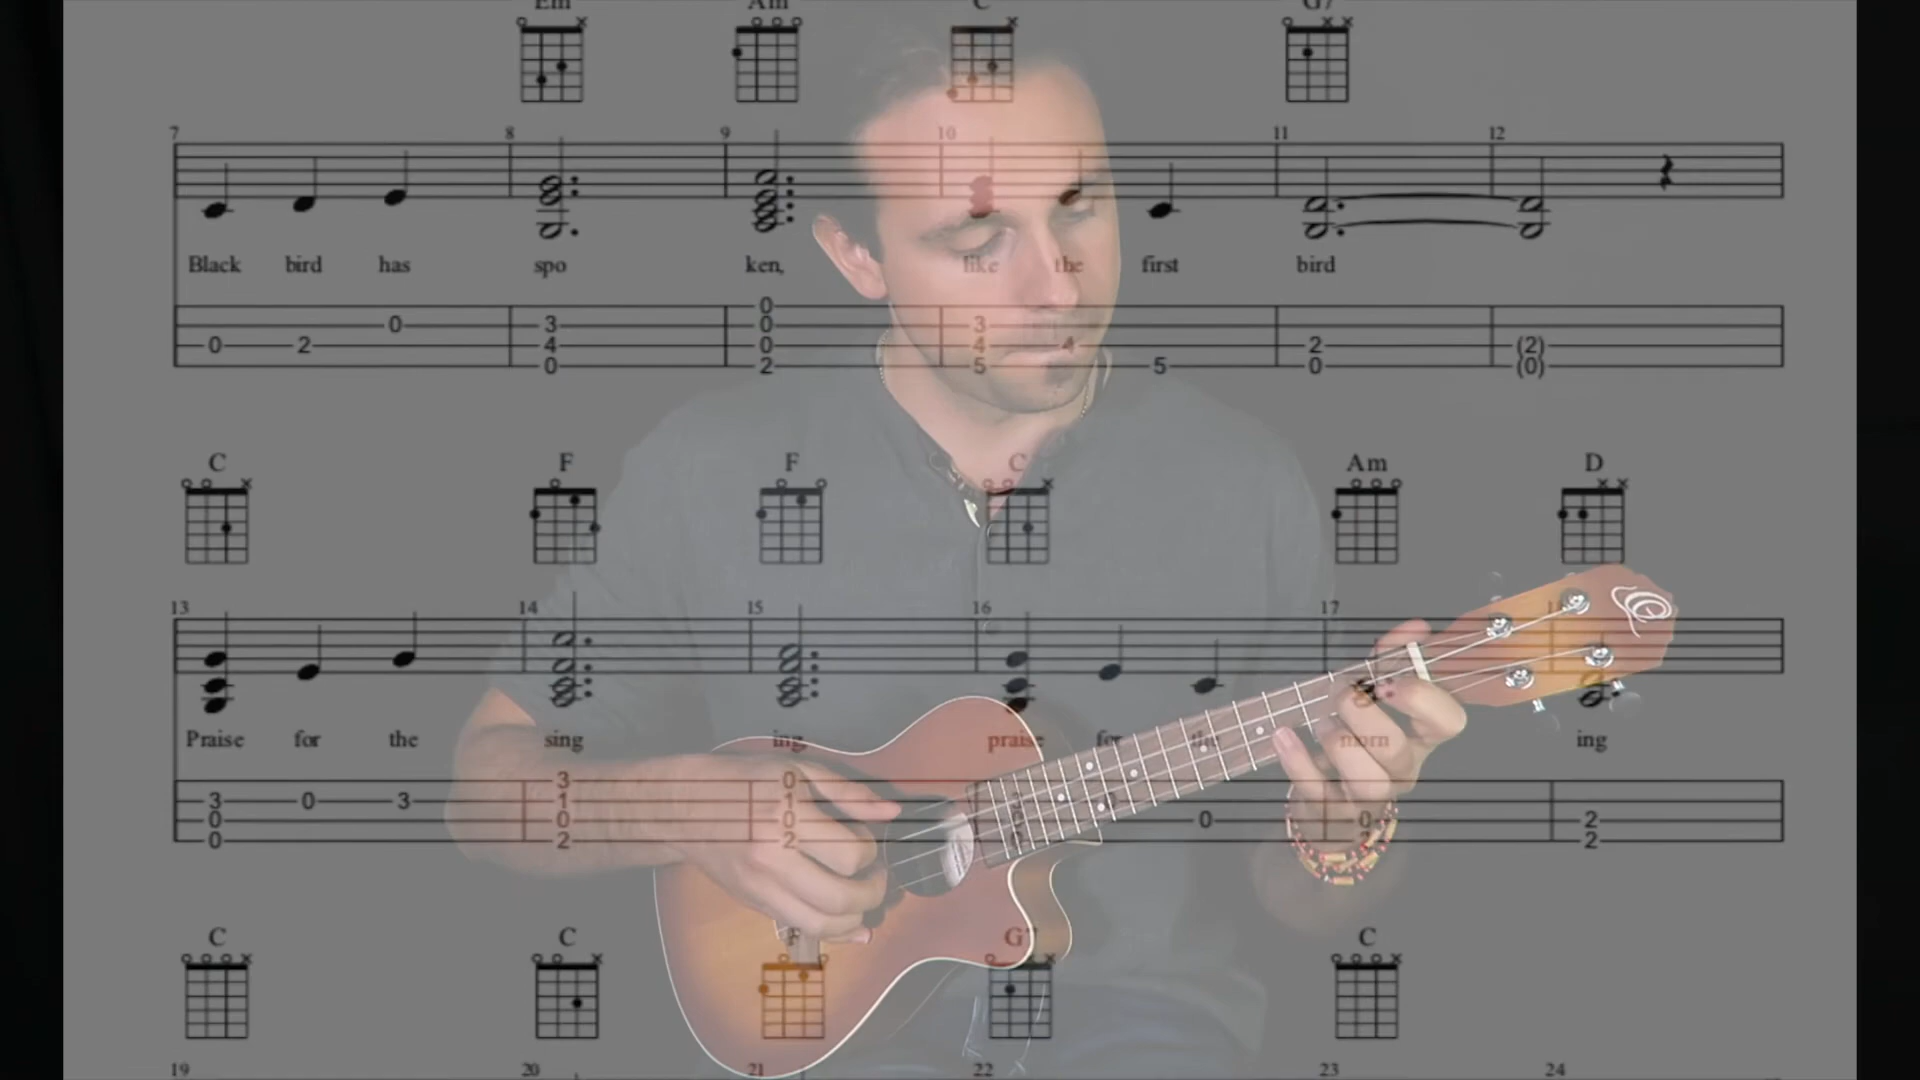 Em Am C G7
7 8 9 10 11 12
Black bird has spo ken, like the first bird
0 3 0
0 3 0 3
0 2 4 0 4 2 (2)
0 2 5 5 0 (0)
C F F C Am D
13 14 15 16 17
Praise for the sing ing praise for the morn ing
3 0
3 0 3 1 1
0 0 0 0 0 2
0 2 2 2
C C F G7 C
19 20 21 22 23 24